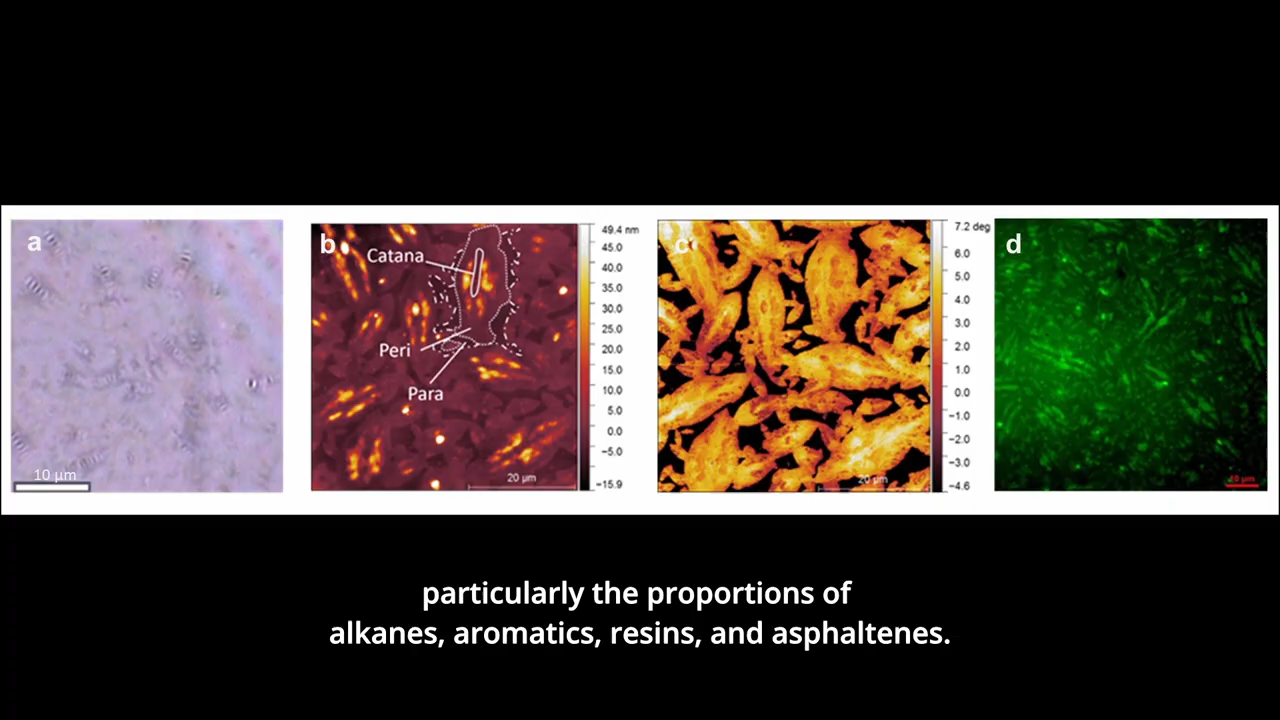 a
10 µm
b
Catana
Peri
Para
20 µm
49.4 nm
45.0
40.0
35.0
30.0
25.0
20.0
15.0
10.0
5.0
0.0
−5.0
−15.9
c
20 µm
7.2 deg
6.0
5.0
4.0
3.0
2.0
1.0
0.0
−1.0
−2.0
−3.0
−4.6
d
10 µm
particularly the proportions of
alkanes, aromatics, resins, and asphaltenes.